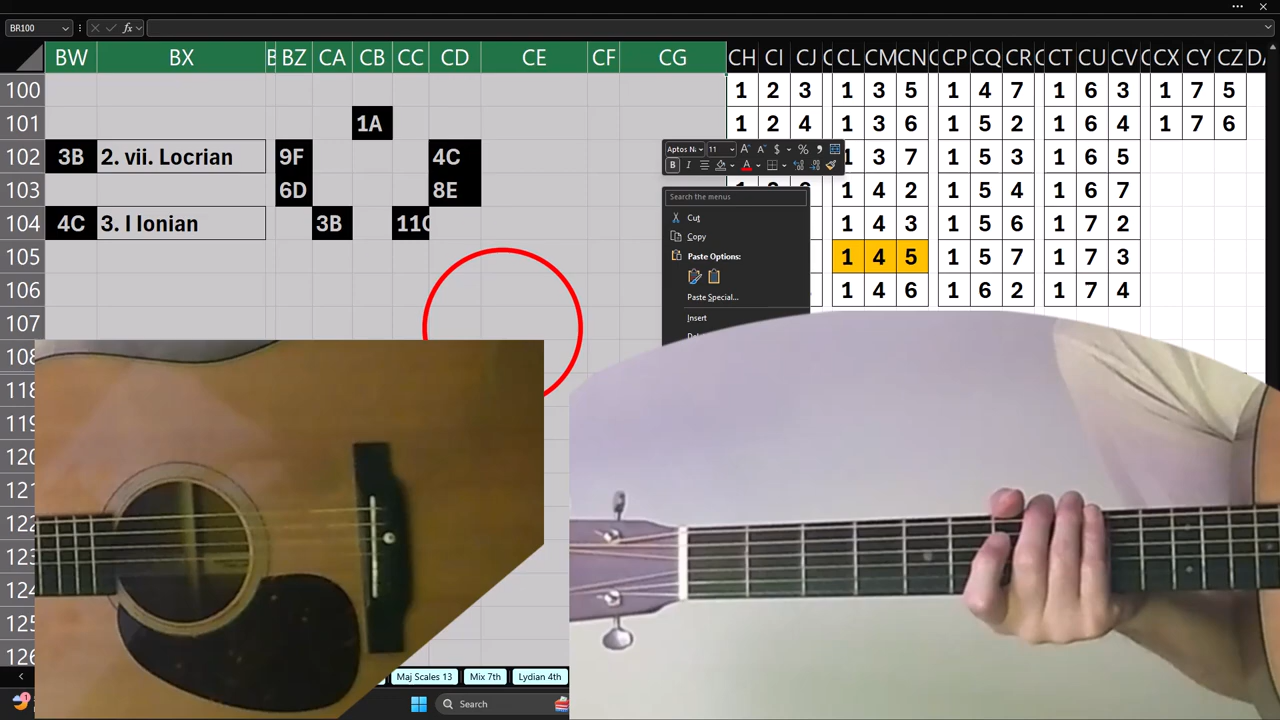 BR100 fx
BW BX B BZ CA CB CC CD CE CF CG CH CI CJ C CL CM CN C CP CQ CR C CT CU CV C CX CY CZ DA
100 1 2 3 1 3 5 1 4 7 1 6 3 1 7 5
101 1A 1 2 4 1 3 6 1 5 2 1 6 4 1 7 6
Aptos N 11 A A $ %
B I A
102 3B 2. vii. Locrian 9F 4C 1 3 7 1 5 3 1 6 5
103 6D 8E 1 4 2 1 5 4 1 6 7
Search the menus
104 4C 3. I Ionian 3B 11 1 4 3 1 5 6 1 7 2
Cut
Copy
105 1 4 5 1 5 7 1 7 3
Paste Options:
106 1 4 6 1 6 2 1 7 4
Paste Special...
107 Insert
108
118
119
120
121
122
123
124
125
126
Maj Scales 13 Mix 7th Lydian 4th
1 Search